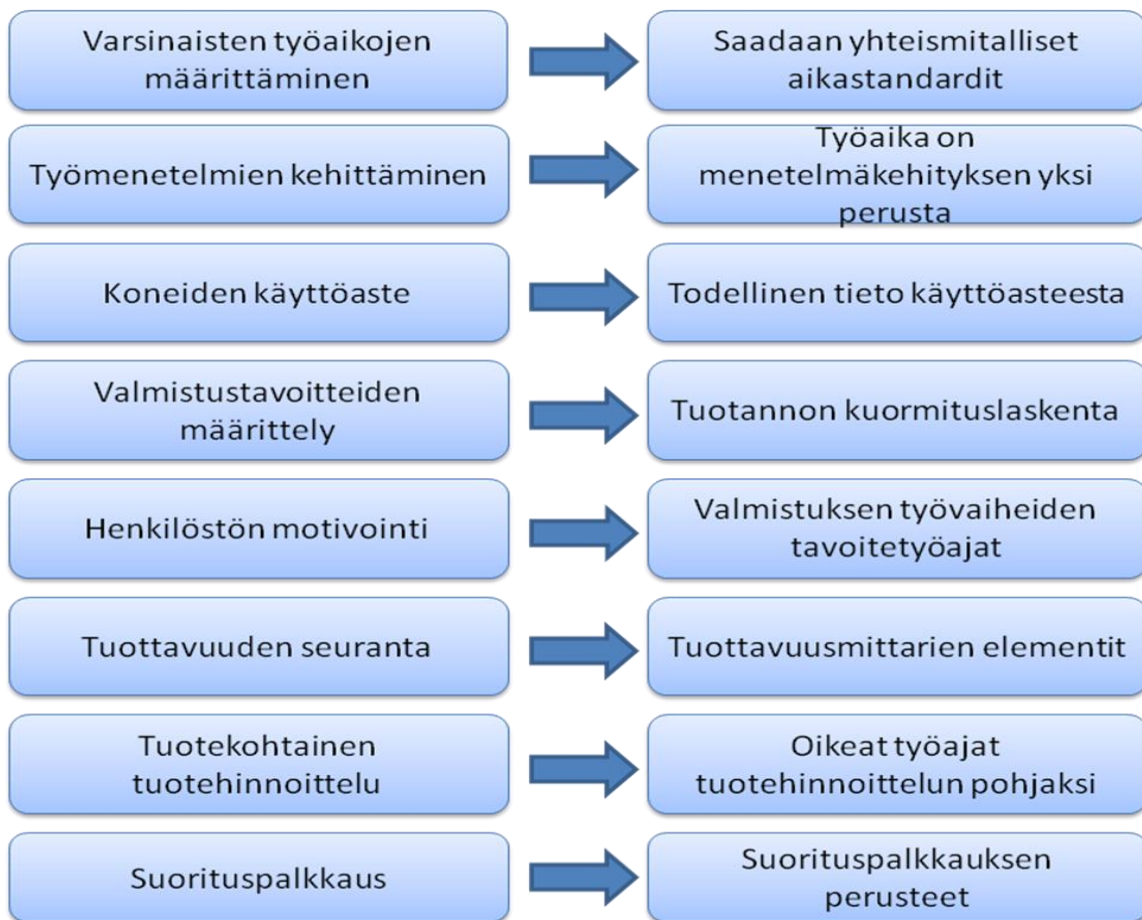 Varsinaisten työaikojen
määrittäminen
Saadaan yhteismitalliset
aikastandardit
Työmenetelmien kehittäminen
Työaika on
menetelmäkehityksen yksi
perusta
Koneiden käyttöaste
Todellinen tieto käyttöasteesta
Valmistustavoitteiden
määrittely
Tuotannon kuormituslaskenta
Henkilöstön motivointi
Valmistuksen työvaiheiden
tavoitetyöajat
Tuottavuuden seuranta
Tuottavuusmittarien elementit
Tuotekohtainen
tuotehinnoittelu
Oikeat työajat
tuotehinnoittelun pohjaksi
Suorituspalkkaus
Suorituspalkkauksen
perusteet